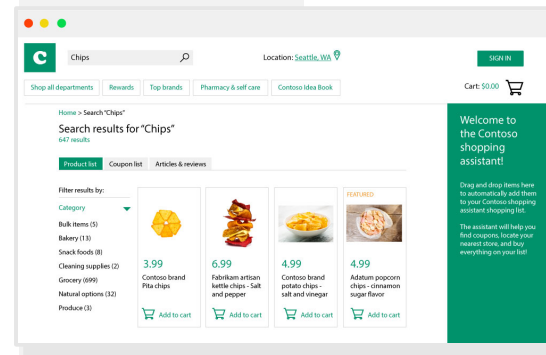 C
Chips
Location: Seattle, WA
SIGN IN
Shop all departments
Rewards
Top brands
Pharmacy & self care
Contoso Idea Book
Cart: $0.00
Home > Search "Chips"
Search results for "Chips"
647 results
Product list
Coupon list
Articles & reviews
Filter results by:
Category
Bulk items (5)
Bakery (13)
Snack foods (8)
Cleaning supplies (2)
Grocery (699)
Natural options (32)
Produce (3)
3.99
Contoso brand
Pita chips
Add to cart
6.99
Fabrikam artisan
kettle chips - Salt
and pepper
Add to cart
4.99
Contoso brand
potato chips -
salt and vinegar
Add to cart
FEATURED
4.99
Adatum popcorn
chips - cinnamon
sugar flavor
Add to cart
Welcome to
the Contoso
shopping
assistant!
Drag and drop items here
to automatically add them
to your Contoso shopping
assistant shopping list.
The assistant will help you
find coupons, locate your
nearest store, and buy
everything on your list!